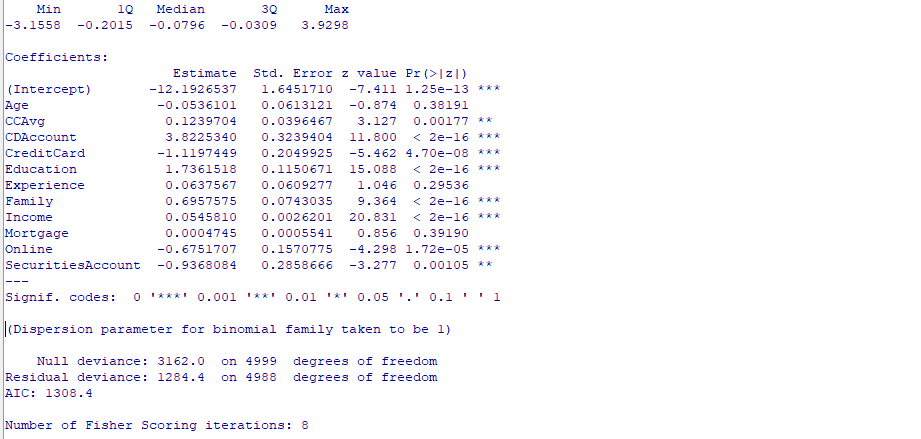 Min 1Q Median 3Q Max
-3.1558 -0.2015 -0.0796 -0.0309 3.9298
Coefficients:
Estimate Std. Error z value Pr(>|z|)
(Intercept) -12.1926537 1.6451710 -7.411 1.25e-13 ***
Age -0.0536101 0.0613121 -0.874 0.38191
CCAvg 0.1239704 0.0396467 3.127 0.00177 **
CDAccount 3.8225340 0.3239404 11.800 < 2e-16 ***
CreditCard -1.1197449 0.2049925 -5.462 4.70e-08 ***
Education 1.7361518 0.1150671 15.088 < 2e-16 ***
Experience 0.0637567 0.0609277 1.046 0.29536
Family 0.6957575 0.0743035 9.364 < 2e-16 ***
Income 0.0545810 0.0026201 20.831 < 2e-16 ***
Mortgage 0.0004745 0.0005541 0.856 0.39190
Online -0.6751707 0.1570775 -4.298 1.72e-05 ***
SecuritiesAccount -0.9368084 0.2858666 -3.277 0.00105 **
---
Signif. codes: 0 '***' 0.001 '**' 0.01 '*' 0.05 '.' 0.1 ' ' 1
(Dispersion parameter for binomial family taken to be 1)
Null deviance: 3162.0 on 4999 degrees of freedom
Residual deviance: 1284.4 on 4988 degrees of freedom
AIC: 1308.4
Number of Fisher Scoring iterations: 8